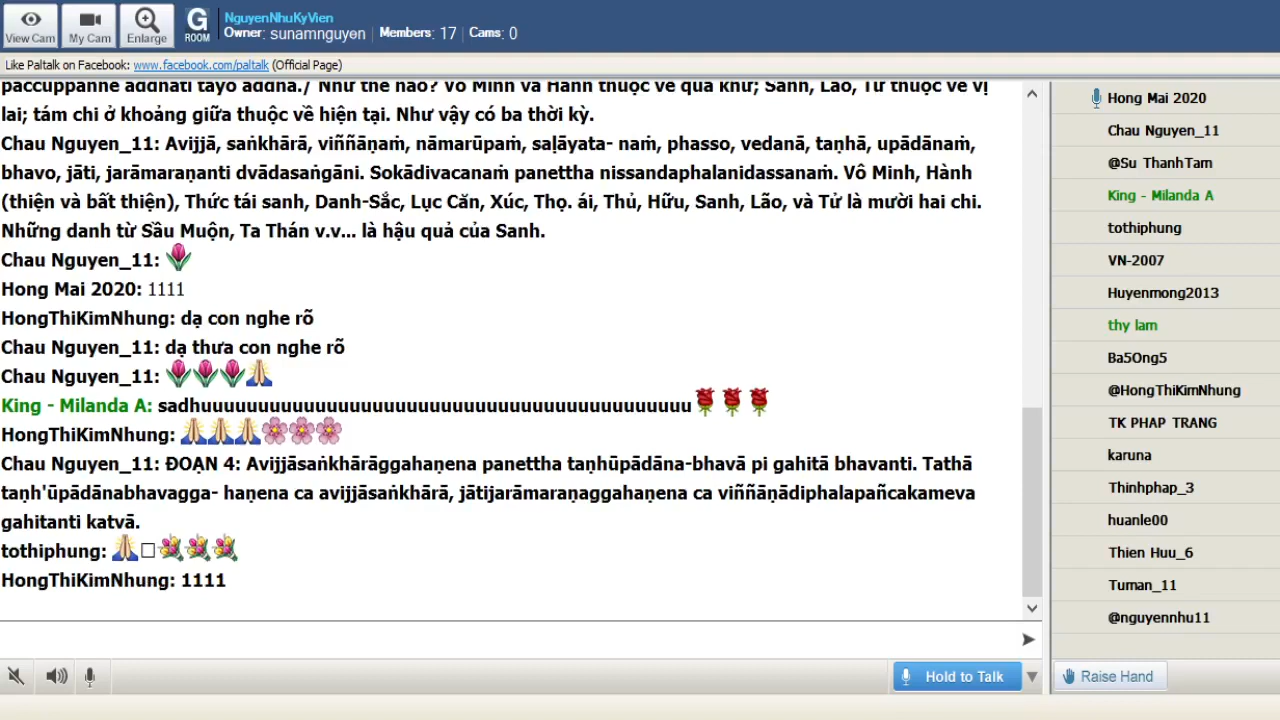 View Cam
My Cam
Enlarge
G
ROOM
NguyenNhuKyVien
Owner: sunamnguyen | Members: 17 | Cams: 0
Like Paltalk on Facebook: www.facebook.com/paltalk (Official Page)
paccuppanne addhati tayo addhā./ Như thế nào? Vô Minh và Hành thuộc về quá khứ; Sanh, Lão, Tử thuộc về vị
lai; tám chi ở khoảng giữa thuộc về hiện tại. Như vậy có ba thời kỳ.
Chau Nguyen_11: Avijjā, saṅkhārā, viññāṇaṁ, nāmarūpaṁ, saḷāyata- naṁ, phasso, vedanā, taṇhā, upādānaṁ,
bhavo, jāti, jarāmaraṇanti dvādasaṅgāni. Sokādivacanaṁ panettha nissandaphalanidassanaṁ. Vô Minh, Hành
(thiện và bất thiện), Thức tái sanh, Danh-Sắc, Lục Căn, Xúc, Thọ. ái, Thủ, Hữu, Sanh, Lão, và Tử là mười hai chi.
Những danh từ Sầu Muộn, Ta Thán v.v... là hậu quả của Sanh.
Chau Nguyen_11:
Hong Mai 2020: 1111
HongThiKimNhung: dạ con nghe rõ
Chau Nguyen_11: dạ thưa con nghe rõ
Chau Nguyen_11:
King - Milanda A: sadhuuuuuuuuuuuuuuuuuuuuuuuuuuuuuuuuuuuuuuuuuuu
HongThiKimNhung:
Chau Nguyen_11: ĐOẠN 4: Avijjāsaṅkhārāggahaṇena panettha taṇhūpādāna-bhavā pi gahitā bhavanti. Tathā
taṇh'ūpādānabhavagga- haṇena ca avijjāsaṅkhārā, jātijarāmaraṇaggahaṇena ca viññāṇādiphalapañcakameva
gahitanti katvā.
tothiphung:
HongThiKimNhung: 1111
Hold to Talk
Hong Mai 2020
Chau Nguyen_11
@Su ThanhTam
King - Milanda A
tothiphung
VN-2007
Huyenmong2013
thy lam
Ba5Ong5
@HongThiKimNhung
TK PHAP TRANG
karuna
Thinhphap_3
huanle00
Thien Huu_6
Tuman_11
@nguyennhu11
Raise Hand